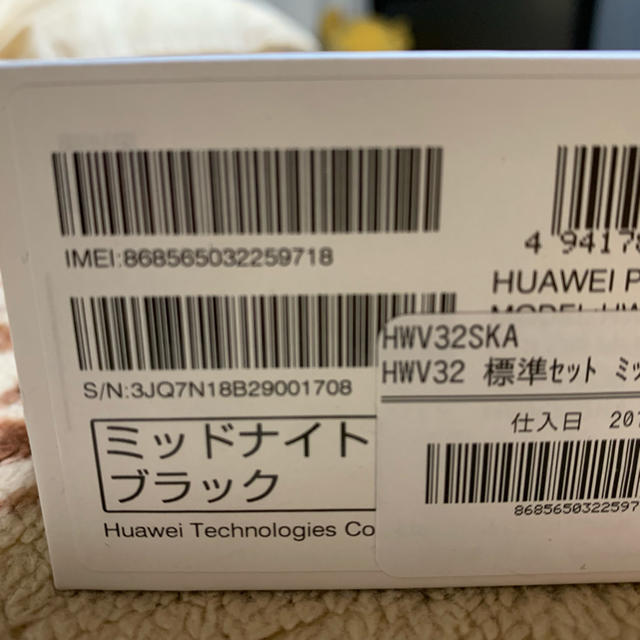 IMEI:868565032259718
S/N:3JQ7N18B29001708
ミッドナイト
ブラック
Huawei Technologies Co
4 94178
HUAWEI P
HWV32SKA
HWV32 標準セット ミッ
仕入日 201
8685650322597